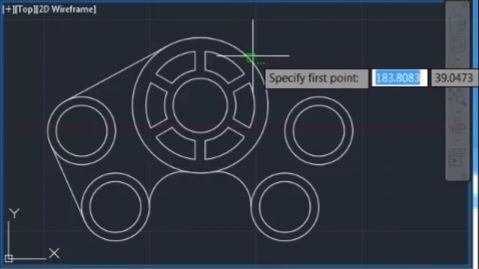 [+][Top][2D Wireframe]
Specify first point: 183.8083 39.0473
Y
X